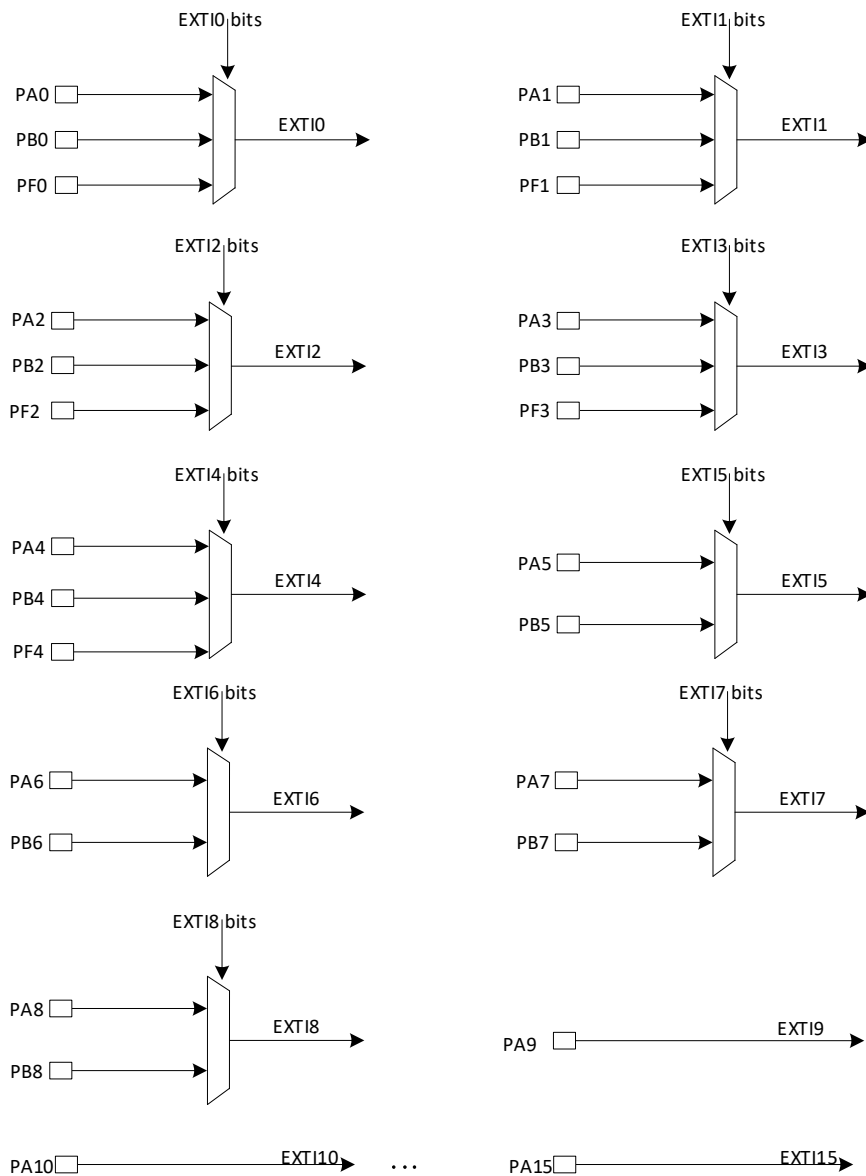 EXTI0 bits
PA0
PB0
PF0
EXTI0
EXTI1 bits
PA1
PB1
PF1
EXTI1
EXTI2 bits
PA2
PB2
PF2
EXTI2
EXTI3 bits
PA3
PB3
PF3
EXTI3
EXTI4 bits
PA4
PB4
PF4
EXTI4
EXTI5 bits
PA5
PB5
EXTI5
EXTI6 bits
PA6
PB6
EXTI6
EXTI7 bits
PA7
PB7
EXTI7
EXTI8 bits
PA8
PB8
EXTI8
PA9
EXTI9
PA10
EXTI10
...
PA15
EXTI15